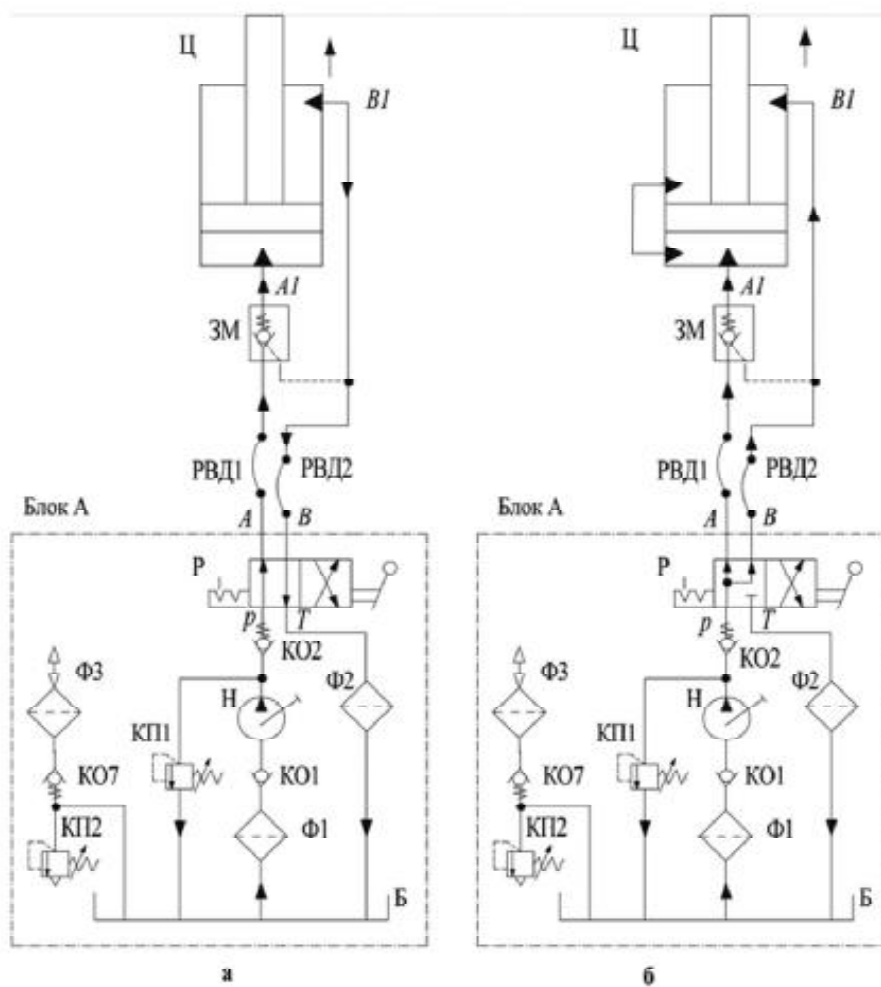 Ц
В1
А1
ЗМ
РВД1
РВД2
Блок А
А
В
Р
р
Т
КО2
Ф3
Н
Ф2
КП1
КО7
КО1
КП2
Ф1
Б
а
Ц
В1
А1
ЗМ
РВД1
РВД2
Блок А
А
В
Р
р
Т
КО2
Ф3
Н
Ф2
КП1
КО7
КО1
КП2
Ф1
Б
б